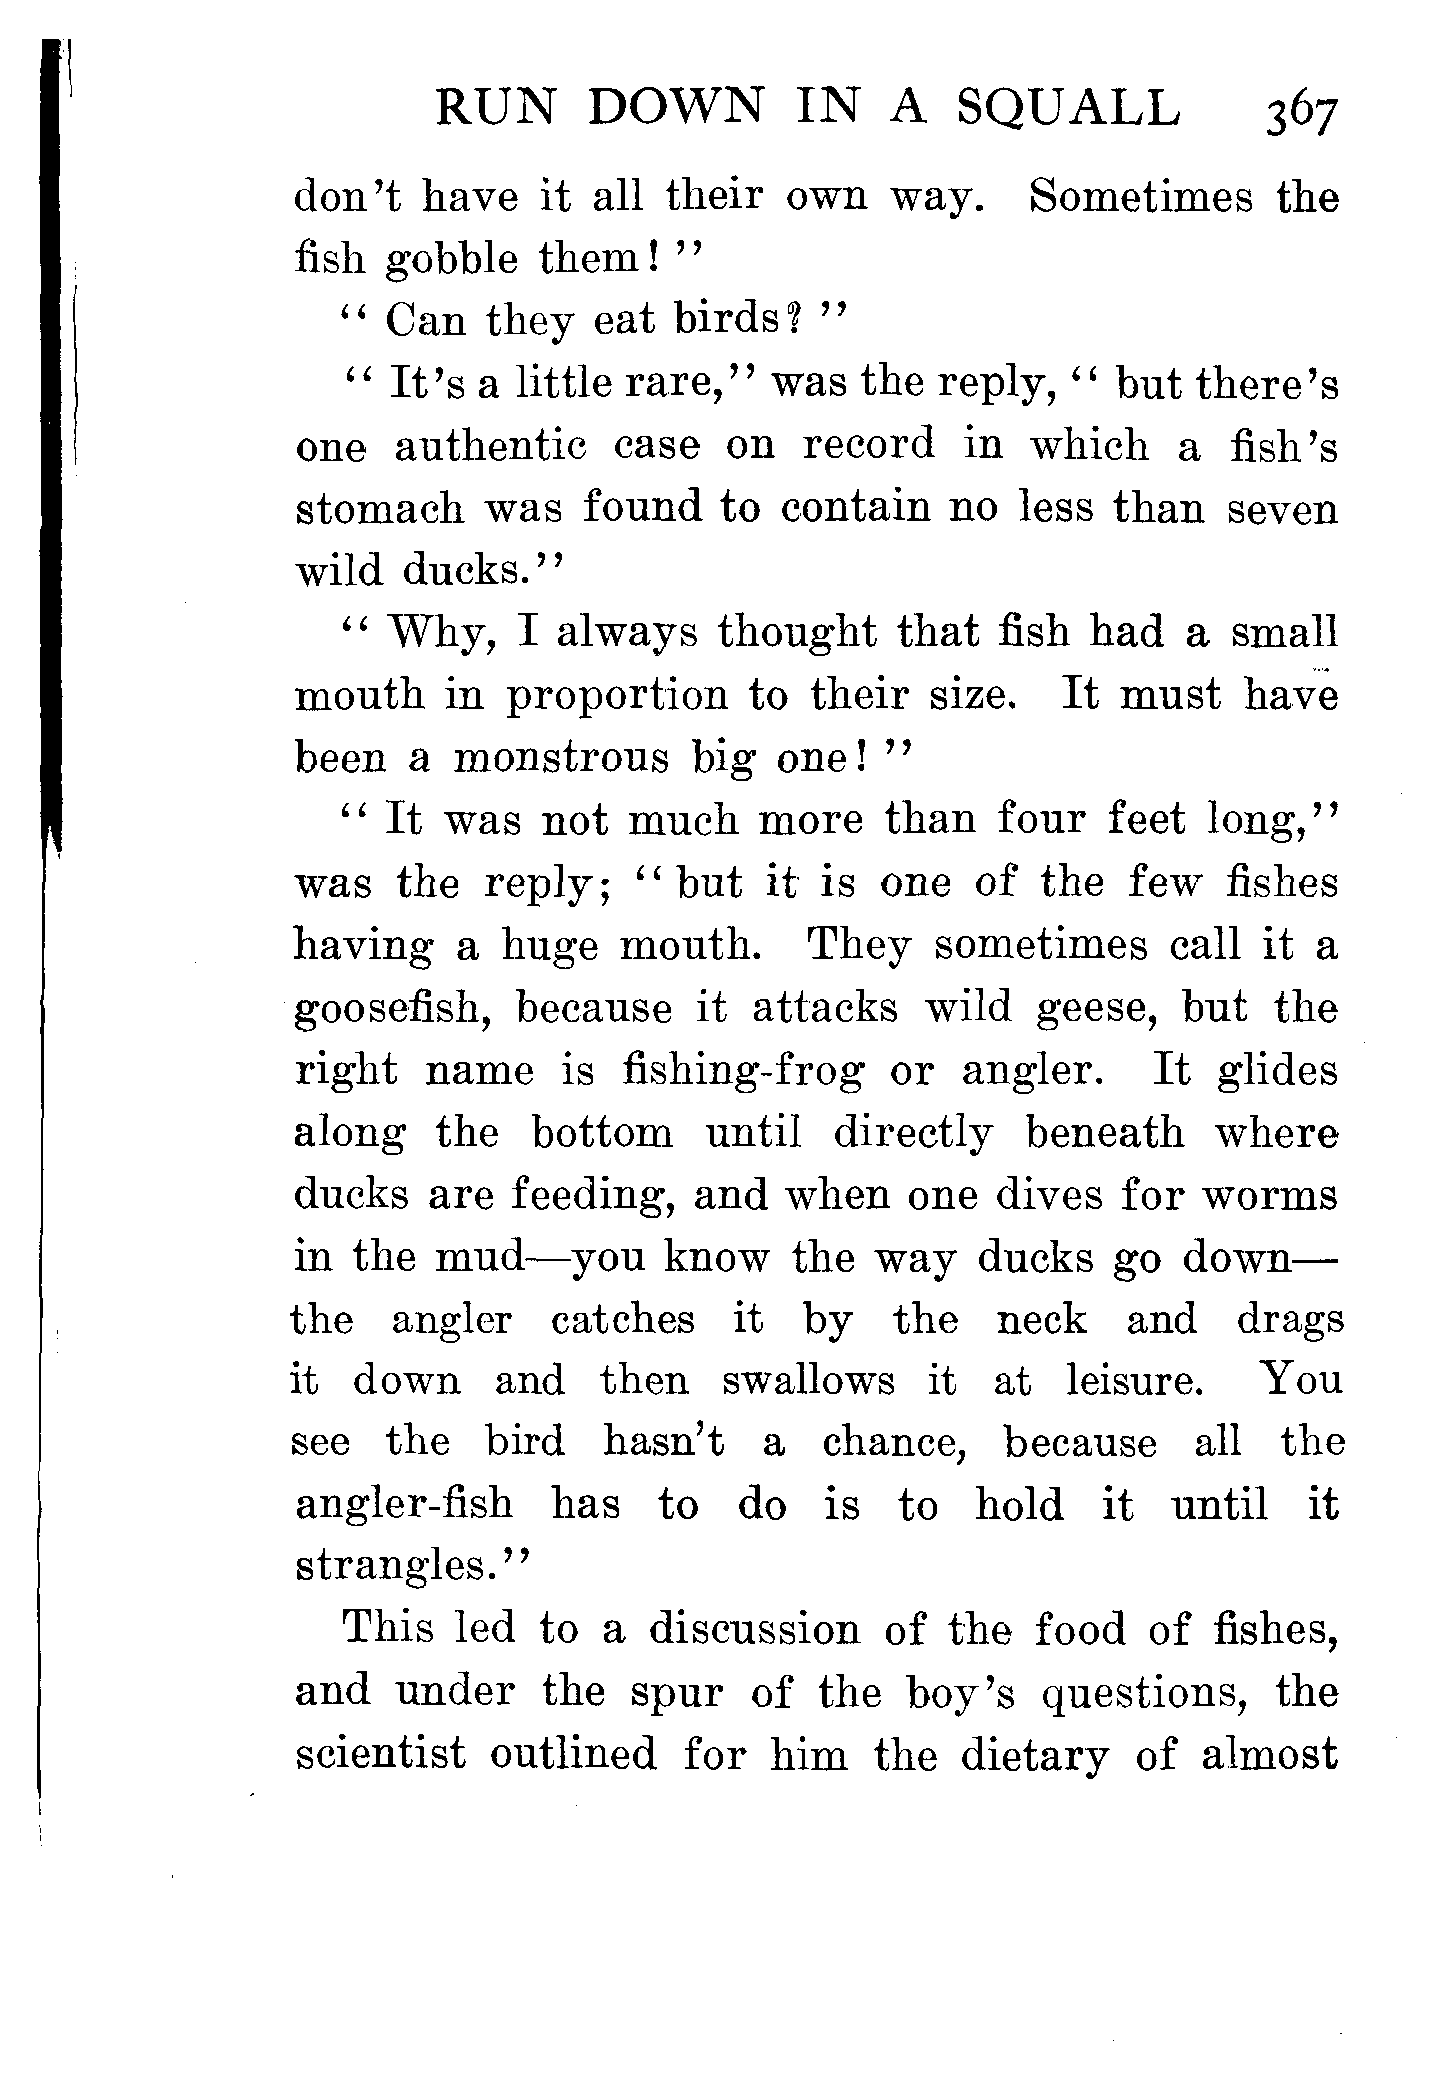 RUN DOWN IN A SQUALL 367
don't have it all their own way. Sometimes the
fish gobble them! ''
'' Can they eat birds? ''
'' It's a little rare,'' was the reply, '' but there's
one authentic case on record in which a fish's
stomach was found to contain no less than seven
wild ducks.''
'' Why, I always thought that fish had a small
mouth in proportion to their size. It must have
been a monstrous big one! ''
'' It was not much more than four feet long,''
was the reply; '' but it is one of the few fishes
having a huge mouth. They sometimes call it a
goosefish, because it attacks wild geese, but the
right name is fishing-frog or angler. It glides
along the bottom until directly beneath where
ducks are feeding, and when one dives for worms
in the mud—you know the way ducks go down—
the angler catches it by the neck and drags
it down and then swallows it at leisure. You
see the bird hasn't a chance, because all the
angler-fish has to do is to hold it until it
strangles.''
This led to a discussion of the food of fishes,
and under the spur of the boy's questions, the
scientist outlined for him the dietary of almost